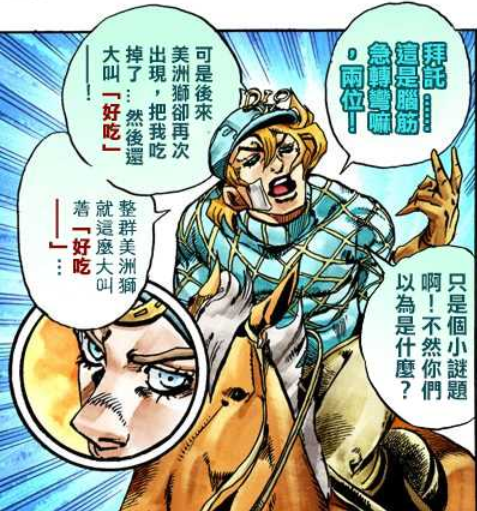 拜託……
這是腦筋
急轉彎嘛
，兩位！
只是個小謎題
啊！不然你們
以為是什麼？
可是後來
美洲獅卻再次
出現，把我吃
掉了…然後還
大叫「好吃」
——！
整群美洲獅
就這麼大叫
著「好吃
——」…
DIO